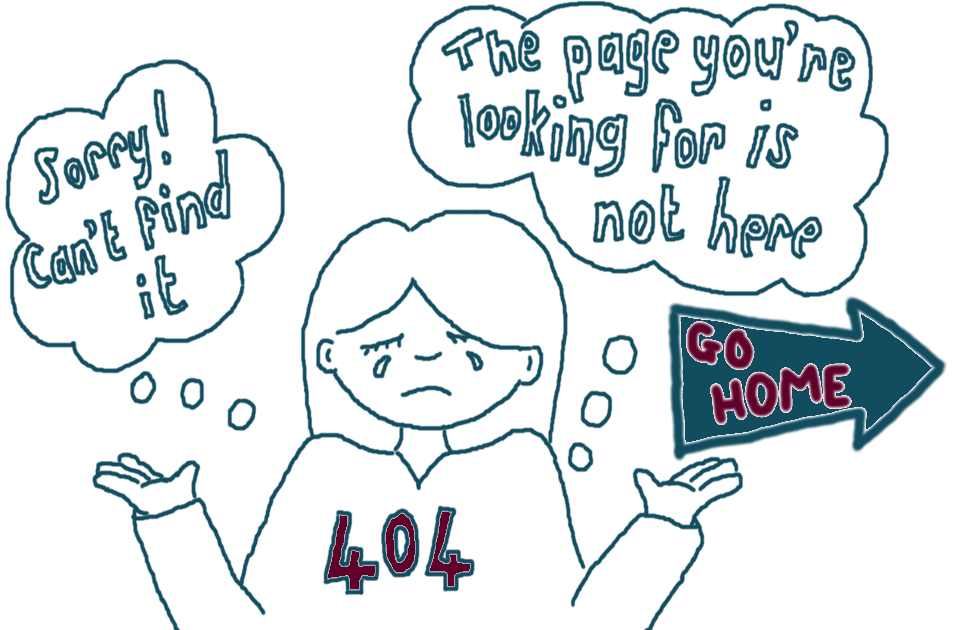 Sorry!
Can't find
it
The page you're
looking for is
not here
GO
HOME
404